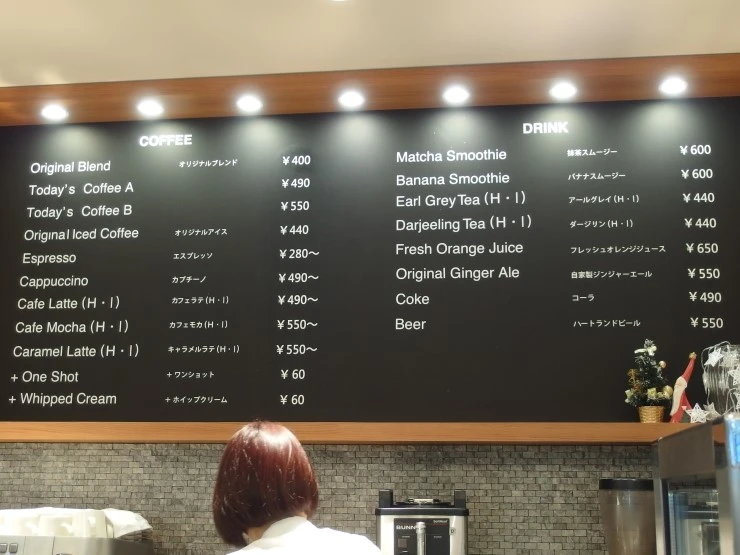 COFFEE
Original Blend オリジナルブレンド ¥400
Today's Coffee A ¥490
Today's Coffee B ¥550
Original Iced Coffee オリジナルアイス ¥440
Espresso エスプレッソ ¥280～
Cappuccino カプチーノ ¥490～
Cafe Latte (H・I) カフェラテ (H・I) ¥490～
Cafe Mocha (H・I) カフェモカ (H・I) ¥550～
Caramel Latte (H・I) キャラメルラテ (H・I) ¥550～
+ One Shot + ワンショット ¥60
+ Whipped Cream + ホイップクリーム ¥60
DRINK
Matcha Smoothie 抹茶スムージー ¥600
Banana Smoothie バナナスムージー ¥600
Earl Grey Tea (H・I) アールグレイ (H・I) ¥440
Darjeeling Tea (H・I) ダージリン (H・I) ¥440
Fresh Orange Juice フレッシュオレンジジュース ¥650
Original Ginger Ale 自家製ジンジャーエール ¥550
Coke コーラ ¥490
Beer ハートランドビール ¥550
BUNN